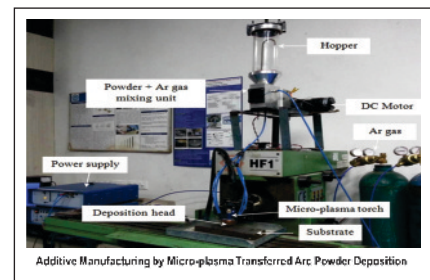 Hopper
Powder + Ar gas
mixing unit
DC Motor
Ar gas
HF1
Power supply
Deposition head
Micro-plasma torch
Substrate
Additive Manufacturing by Micro-plasma Transferred Arc Powder Deposition